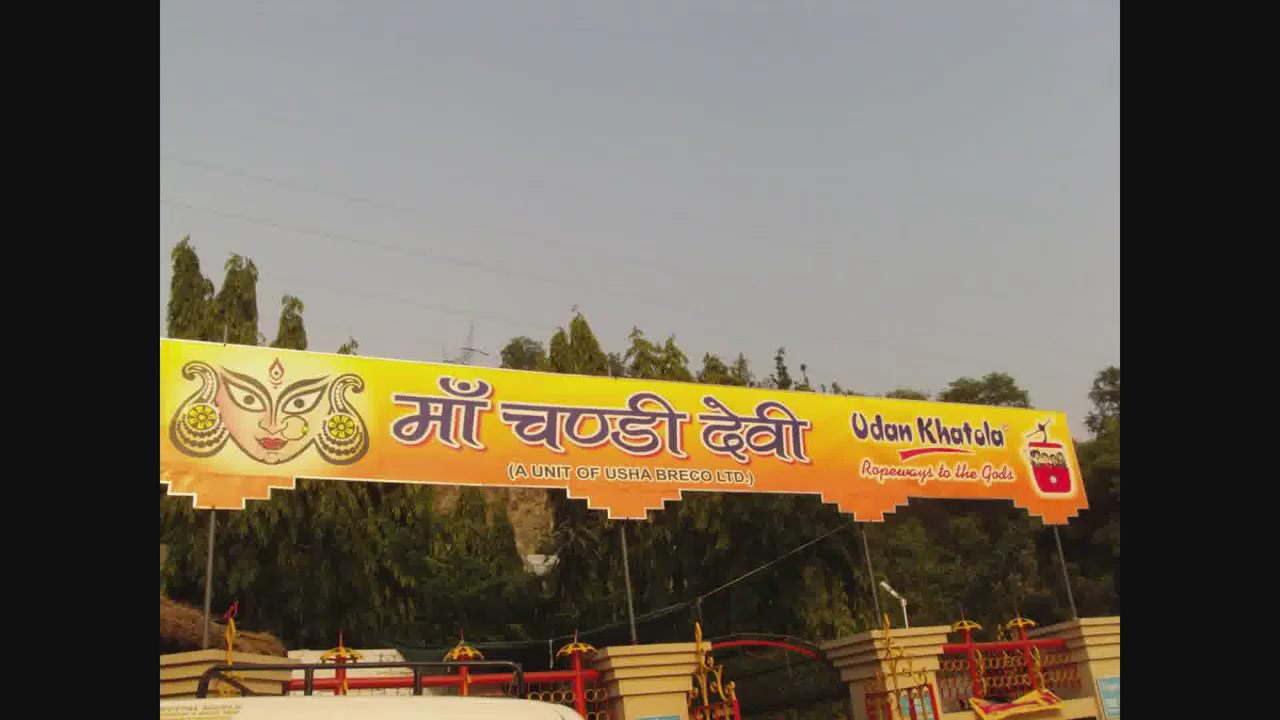 माँ चण्डी देवी
(A UNIT OF USHA BRECO LTD.)
Udan Khatola
Ropeways to the Gods